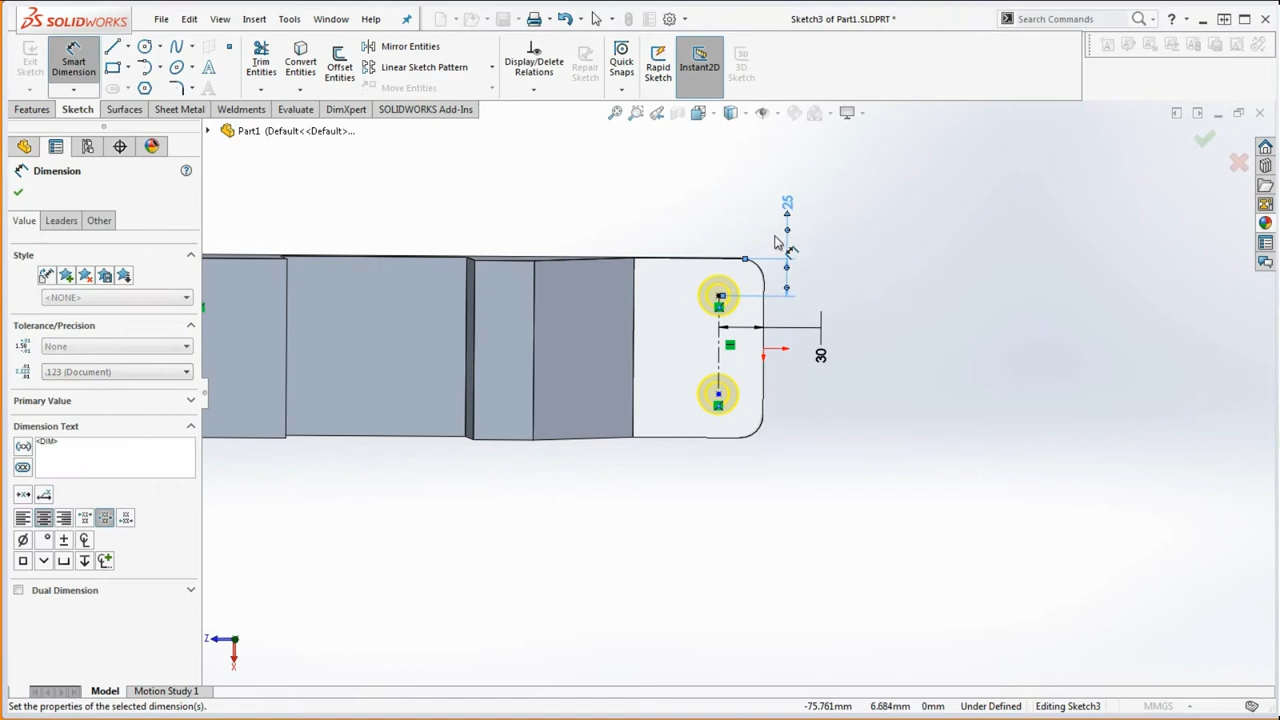 SOLIDWORKS
File Edit View Insert Tools Window Help
Sketch3 of Part1.SLDPRT *
Search Commands
Exit Sketch
Smart Dimension
Trim Entities
Convert Entities
Offset Entities
Mirror Entities
Linear Sketch Pattern
Move Entities
Display/Delete Relations
Repair Sketch
Quick Snaps
Rapid Sketch
Instant2D
3D Sketch
Features Sketch Surfaces Sheet Metal Weldments Evaluate DimXpert SOLIDWORKS Add-Ins
Part1 (Default<<Default>...
Dimension
Value Leaders Other
Style
<NONE>
Tolerance/Precision
None
.123 (Document)
Primary Value
Dimension Text
<DIM>
Dual Dimension
25
30
Z
X
Model Motion Study 1
Set the properties of the selected dimension(s).
-75.761mm 6.684mm 0mm Under Defined Editing Sketch3 MMGS